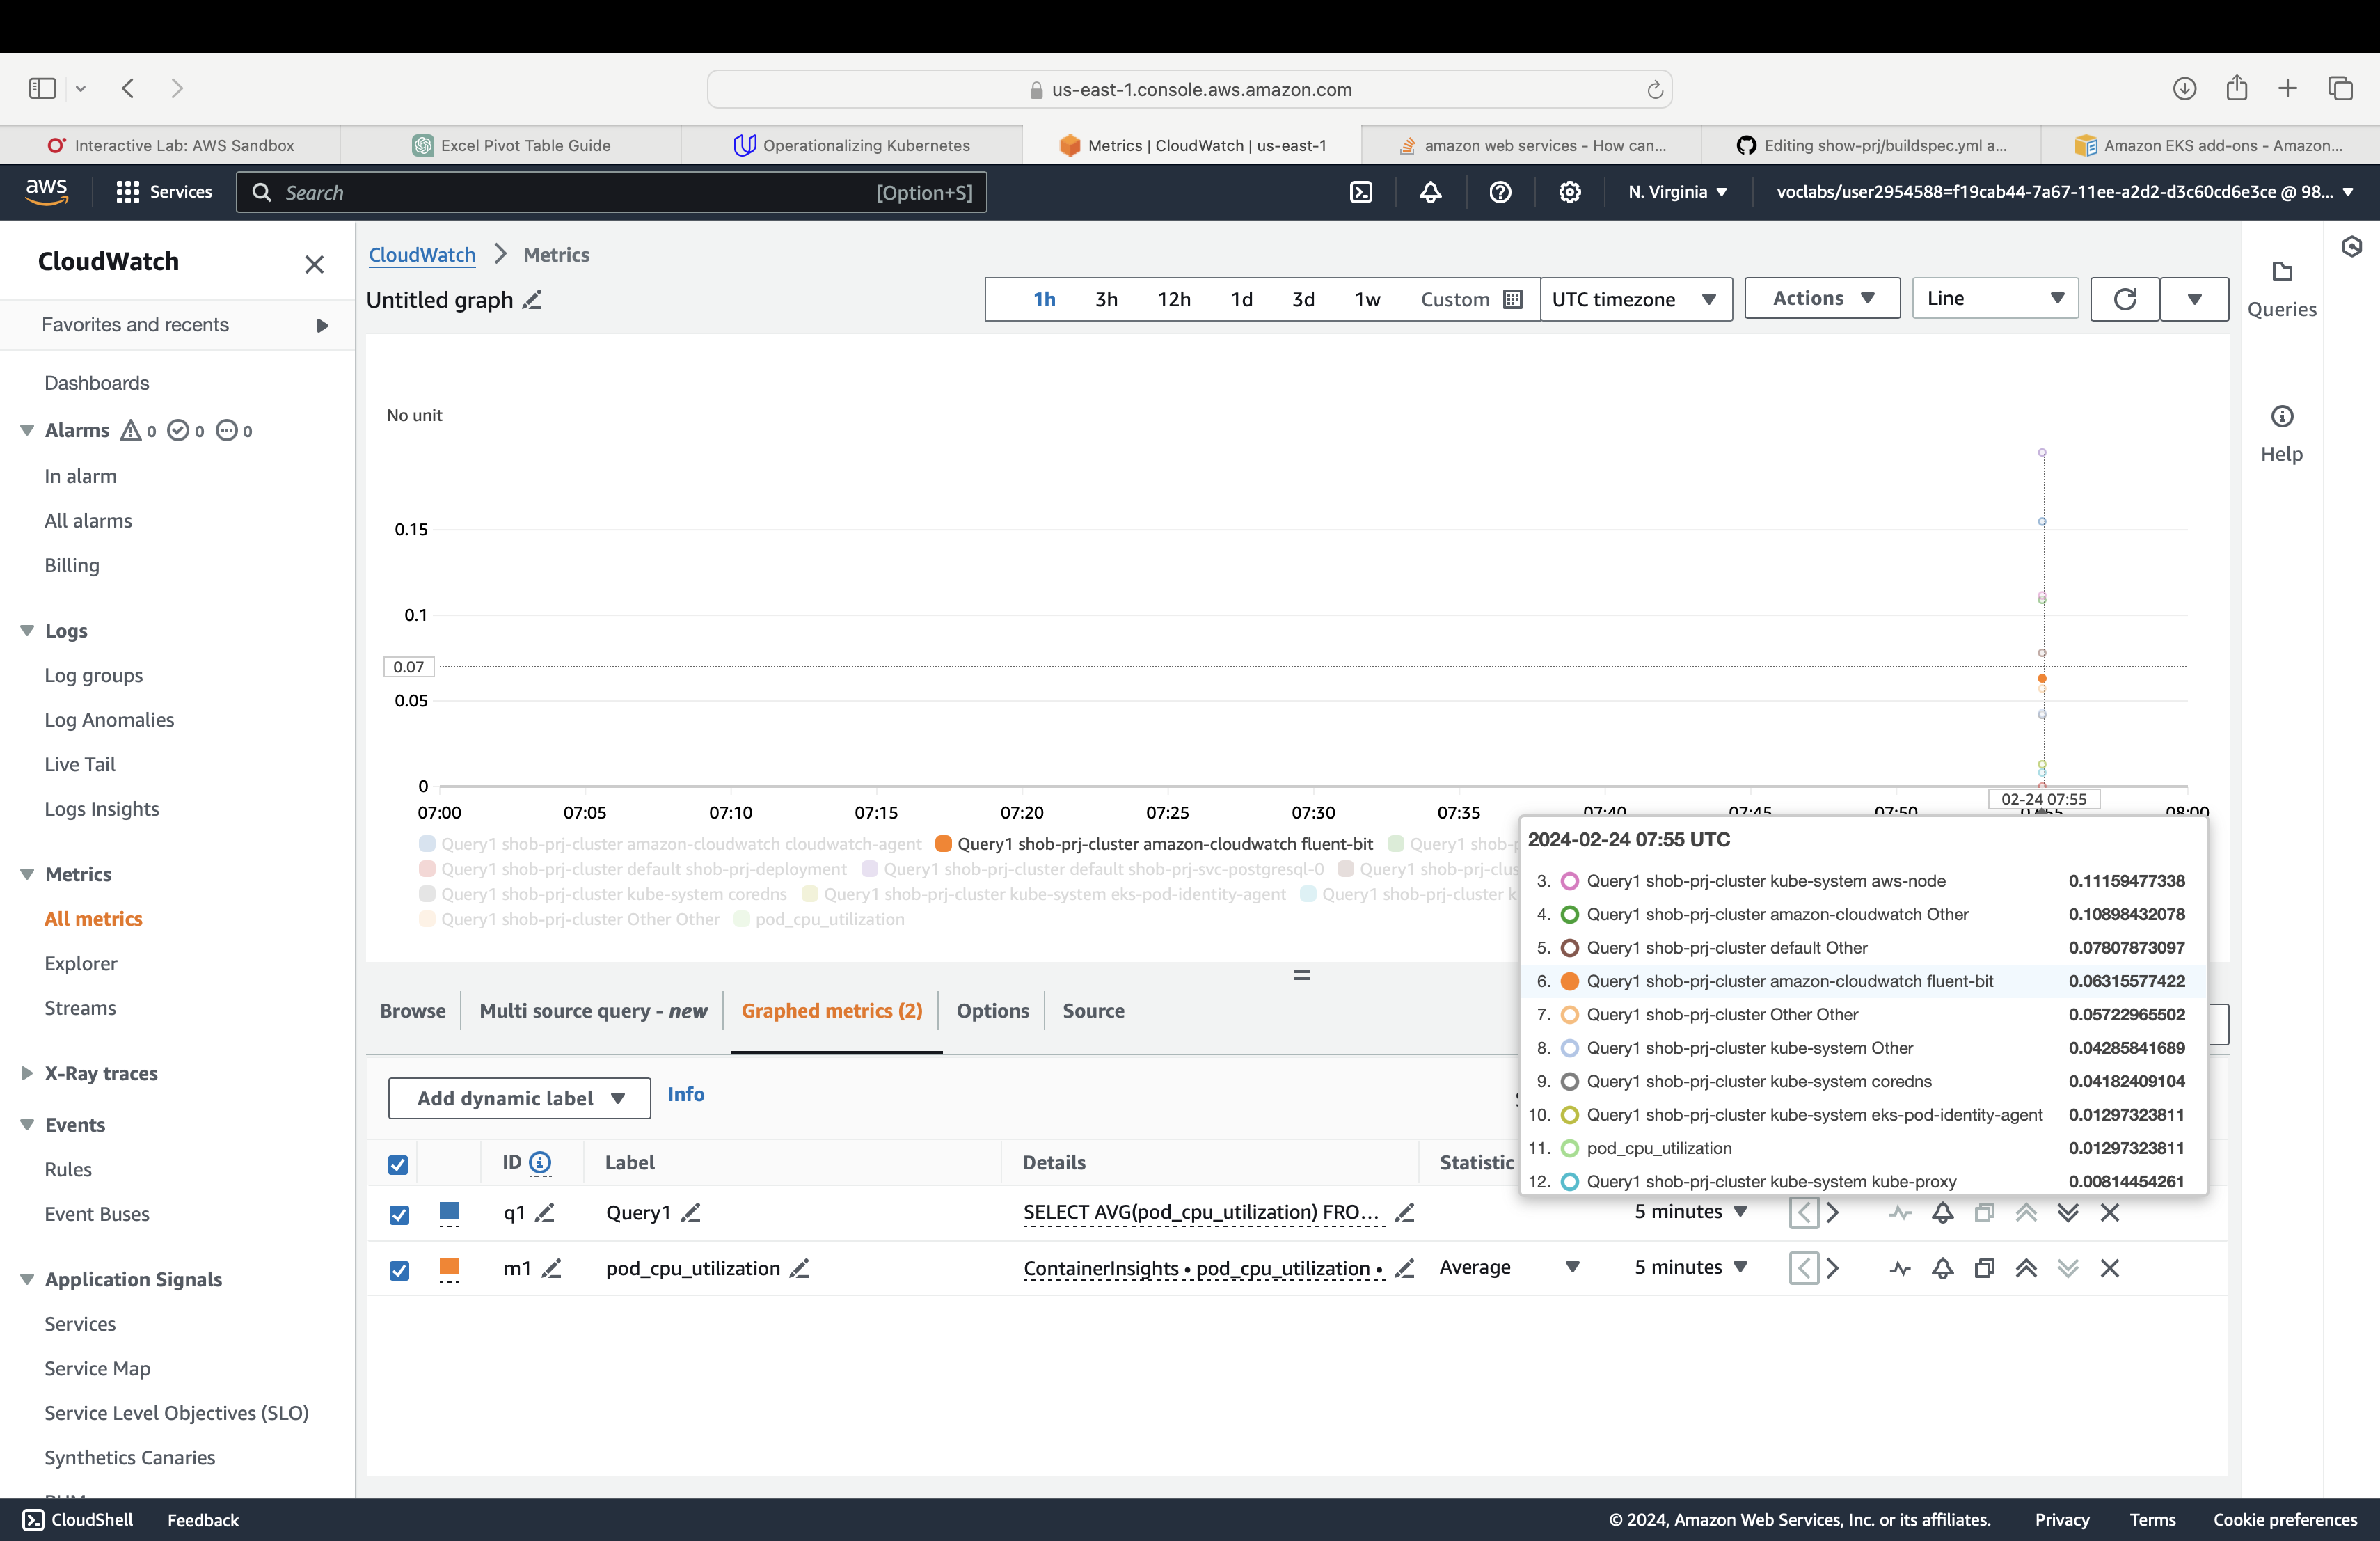 us-east-1.console.aws.amazon.com
Interactive Lab: AWS Sandbox
Excel Pivot Table Guide
Operationalizing Kubernetes
Metrics | CloudWatch | us-east-1
amazon web services - How can...
Editing show-prj/buildspec.yml a...
Amazon EKS add-ons - Amazon...
aws
Services
Search
[Option+S]
N. Virginia
voclabs/user2954588=f19cab44-7a67-11ee-a2d2-d3c60cd6e3ce @ 98...
CloudWatch
Favorites and recents
Dashboards
Alarms 0 0 0
In alarm
All alarms
Billing
Logs
Log groups
Log Anomalies
Live Tail
Logs Insights
Metrics
All metrics
Explorer
Streams
X-Ray traces
Events
Rules
Event Buses
Application Signals
Services
Service Map
Service Level Objectives (SLO)
Synthetics Canaries
CloudWatch > Metrics
Untitled graph
1h 3h 12h 1d 3d 1w Custom
UTC timezone
Actions
Line
Queries
Help
No unit
0.15
0.1
0.07
0.05
0
07:00 07:05 07:10 07:15 07:20 07:25 07:30 07:35 07:40 07:45 07:50 08:00
02-24 07:55
Query1 shob-prj-cluster amazon-cloudwatch cloudwatch-agent Query1 shob-prj-cluster amazon-cloudwatch fluent-bit Query1 shob-p
Query1 shob-prj-cluster default shob-prj-deployment Query1 shob-prj-cluster default shob-prj-svc-postgresql-0 Query1 shob-prj-clus
Query1 shob-prj-cluster kube-system coredns Query1 shob-prj-cluster kube-system eks-pod-identity-agent Query1 shob-prj-cluster k
Query1 shob-prj-cluster Other Other pod_cpu_utilization
2024-02-24 07:55 UTC
3. Query1 shob-prj-cluster kube-system aws-node 0.11159477338
4. Query1 shob-prj-cluster amazon-cloudwatch Other 0.10898432078
5. Query1 shob-prj-cluster default Other 0.07807873097
6. Query1 shob-prj-cluster amazon-cloudwatch fluent-bit 0.06315577422
7. Query1 shob-prj-cluster Other Other 0.05722965502
8. Query1 shob-prj-cluster kube-system Other 0.04285841689
9. Query1 shob-prj-cluster kube-system coredns 0.04182409104
10. Query1 shob-prj-cluster kube-system eks-pod-identity-agent 0.01297323811
11. pod_cpu_utilization 0.01297323811
12. Query1 shob-prj-cluster kube-system kube-proxy 0.00814454261
Browse
Multi source query - new
Graphed metrics (2)
Options
Source
Add dynamic label
Info
ID Label Details Statistic
q1 Query1 SELECT AVG(pod_cpu_utilization) FRO... 5 minutes
m1 pod_cpu_utilization ContainerInsights • pod_cpu_utilization • Average 5 minutes
CloudShell
Feedback
© 2024, Amazon Web Services, Inc. or its affiliates.
Privacy
Terms
Cookie preferences